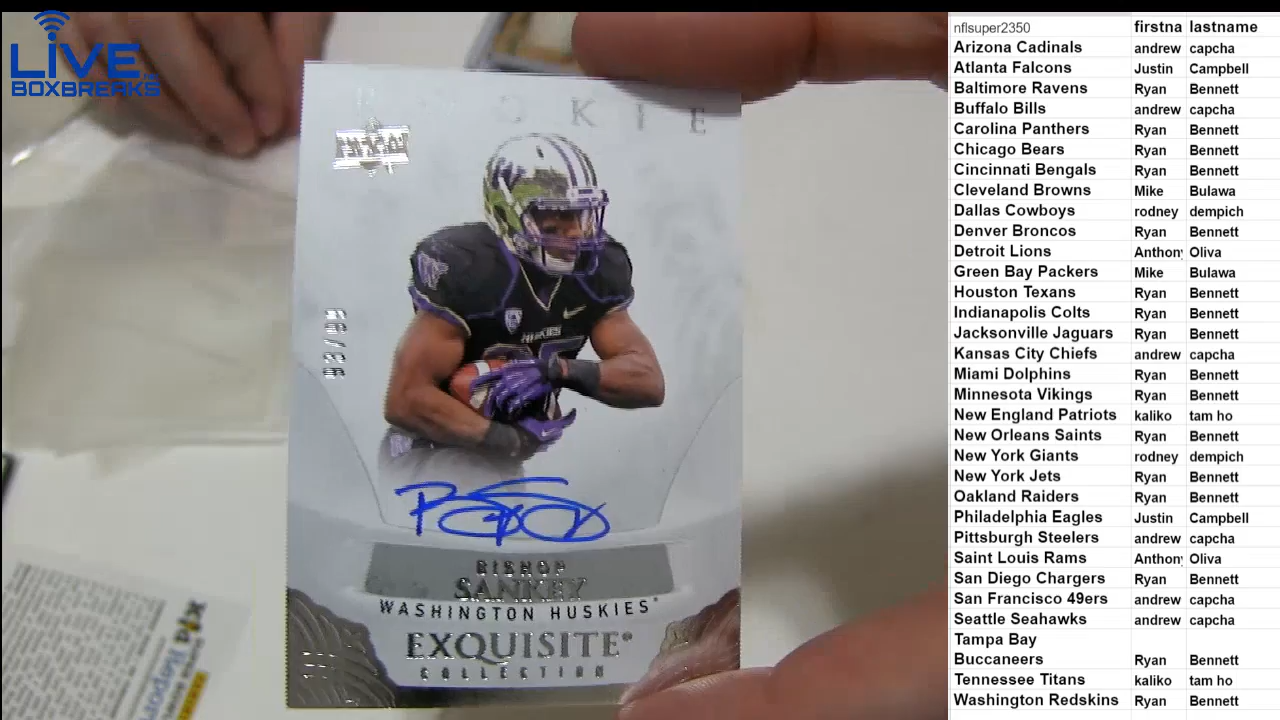 LIVE
BOXBREAKS
ROOKIE
HUSKIES
BISHOP
SANKEY
WASHINGTON HUSKIES
EXQUISITE
COLLECTION
nflsuper2350 firstna lastname
Arizona Cadinals andrew capcha
Atlanta Falcons Justin Campbell
Baltimore Ravens Ryan Bennett
Buffalo Bills andrew capcha
Carolina Panthers Ryan Bennett
Chicago Bears Ryan Bennett
Cincinnati Bengals Ryan Bennett
Cleveland Browns Mike Bulawa
Dallas Cowboys rodney dempich
Denver Broncos Ryan Bennett
Detroit Lions Anthony Oliva
Green Bay Packers Mike Bulawa
Houston Texans Ryan Bennett
Indianapolis Colts Ryan Bennett
Jacksonville Jaguars Ryan Bennett
Kansas City Chiefs andrew capcha
Miami Dolphins Ryan Bennett
Minnesota Vikings Ryan Bennett
New England Patriots kaliko tam ho
New Orleans Saints Ryan Bennett
New York Giants rodney dempich
New York Jets Ryan Bennett
Oakland Raiders Ryan Bennett
Philadelphia Eagles Justin Campbell
Pittsburgh Steelers andrew capcha
Saint Louis Rams Anthony Oliva
San Diego Chargers Ryan Bennett
San Francisco 49ers andrew capcha
Seattle Seahawks andrew capcha
Tampa Bay
Buccaneers Ryan Bennett
Tennessee Titans kaliko tam ho
Washington Redskins Ryan Bennett